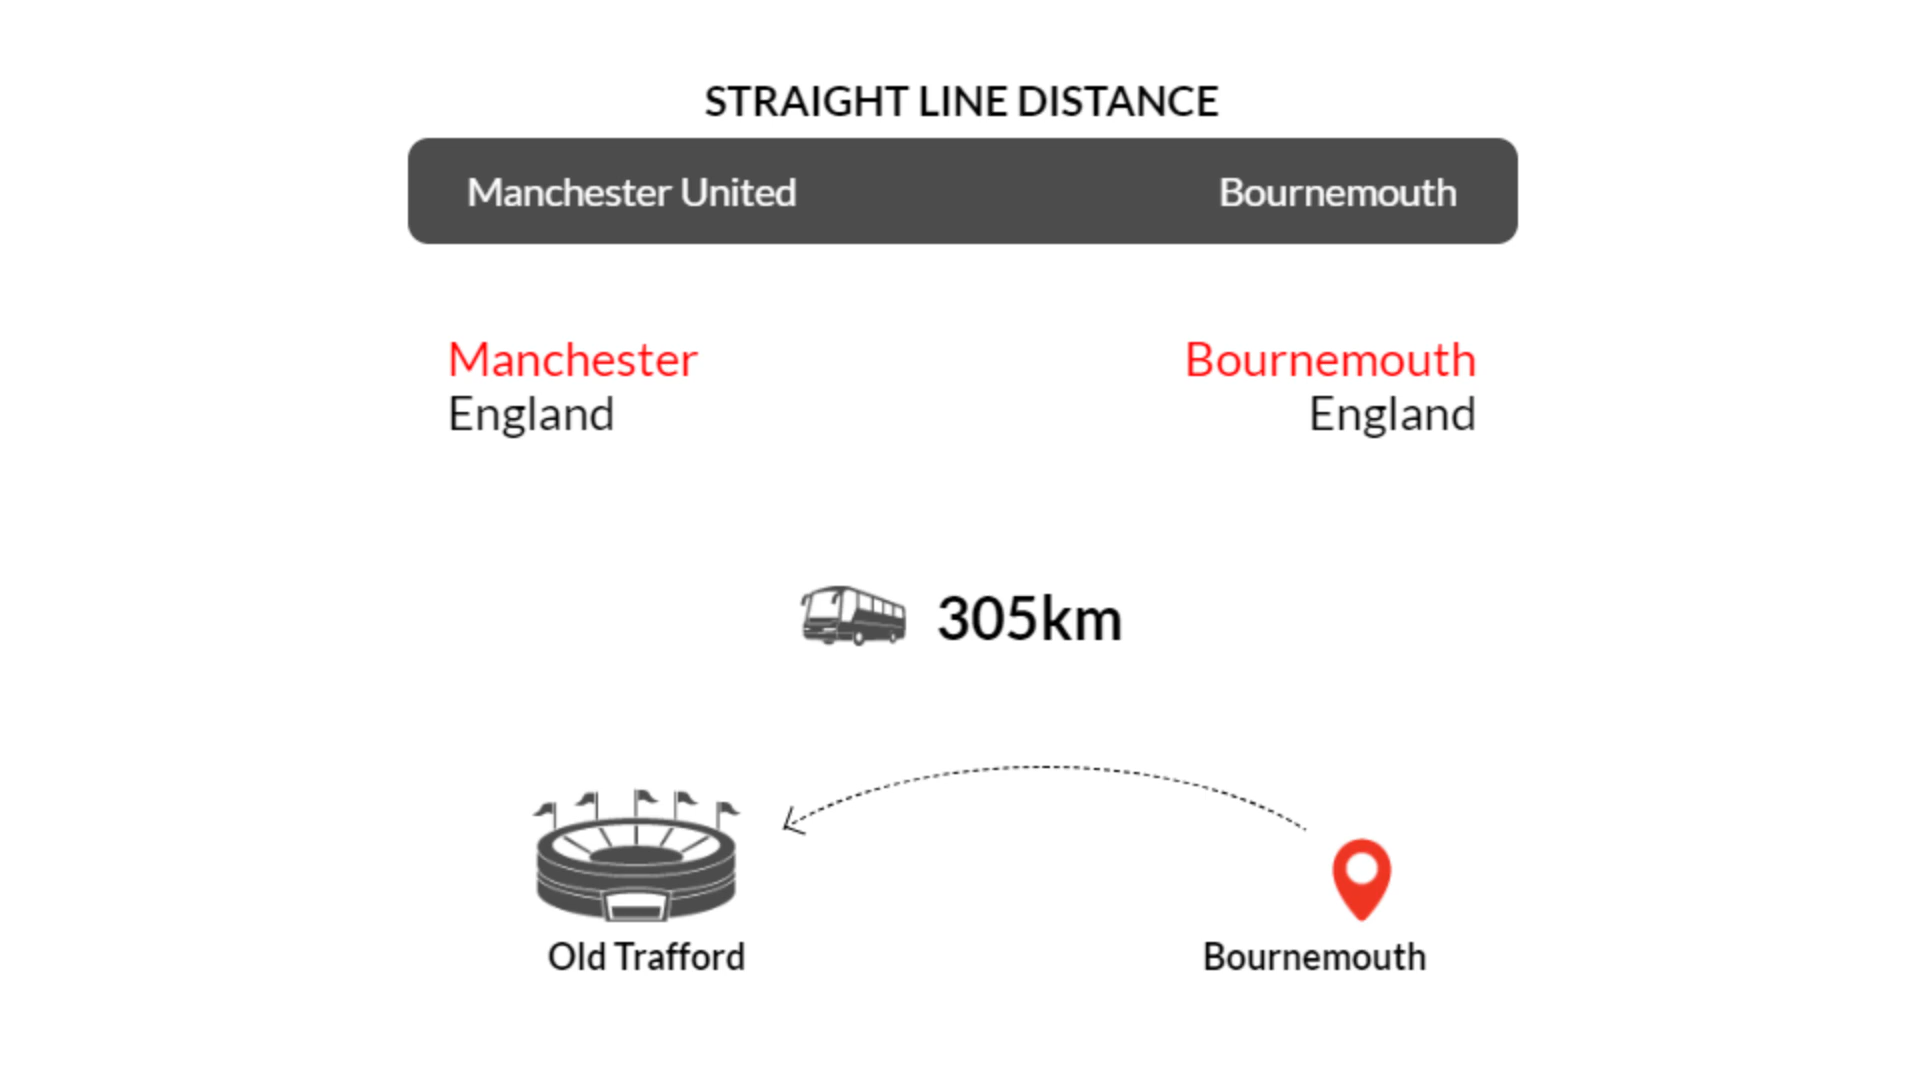 STRAIGHT LINE DISTANCE
Manchester United Bournemouth
Manchester Bournemouth
England England
305km
Old Trafford Bournemouth